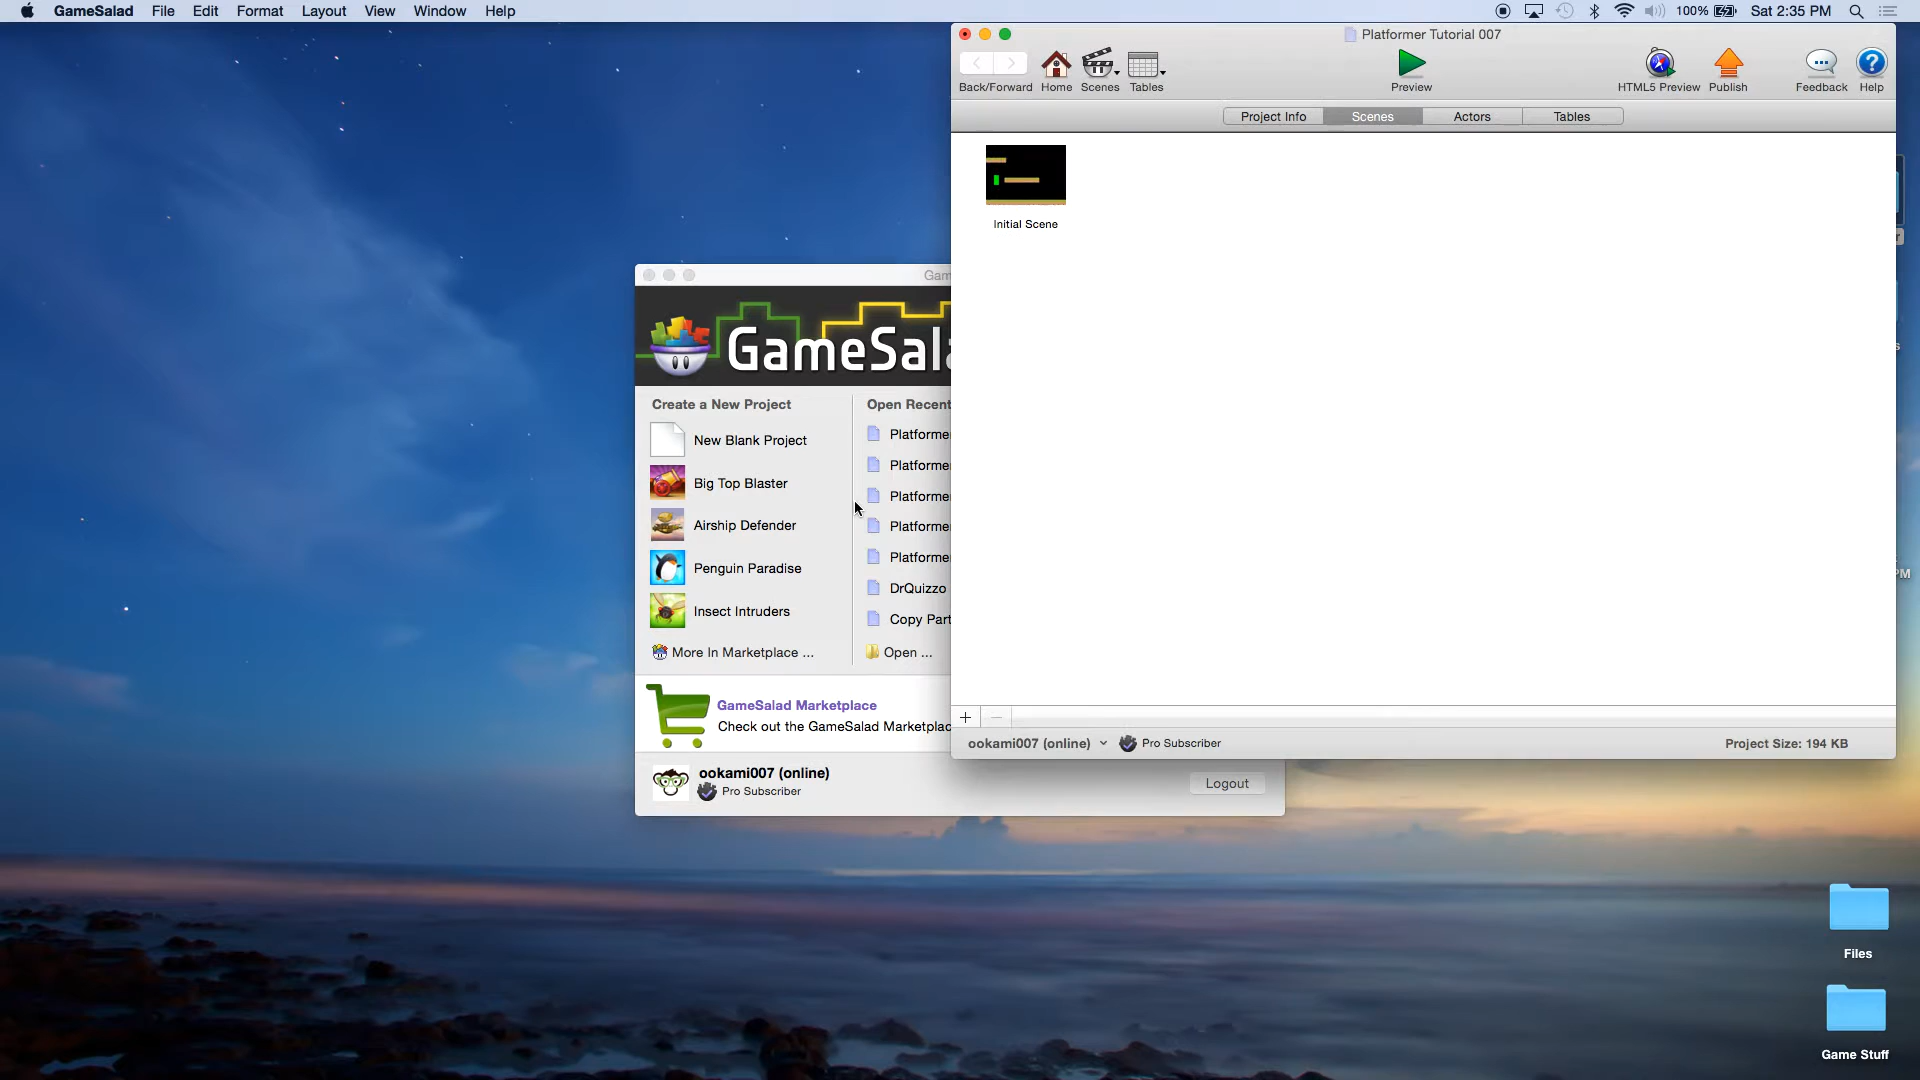 GameSalad File Edit Format Layout View Window Help
100% Sat 2:35 PM
Platformer Tutorial 007
Back/Forward Home Scenes Tables Preview HTML5 Preview Publish Feedback Help
Project Info Scenes Actors Tables
Initial Scene
Gam
GameSala
Create a New Project
Open Recent
New Blank Project
Big Top Blaster
Airship Defender
Penguin Paradise
Insect Intruders
More In Marketplace ...
Platforme
Platforme
Platforme
Platforme
Platforme
DrQuizzo
Copy Part
Open ...
GameSalad Marketplace
Check out the GameSalad Marketplac
ookami007 (online)
Pro Subscriber
Logout
ookami007 (online) Pro Subscriber Project Size: 194 KB
Files
Game Stuff